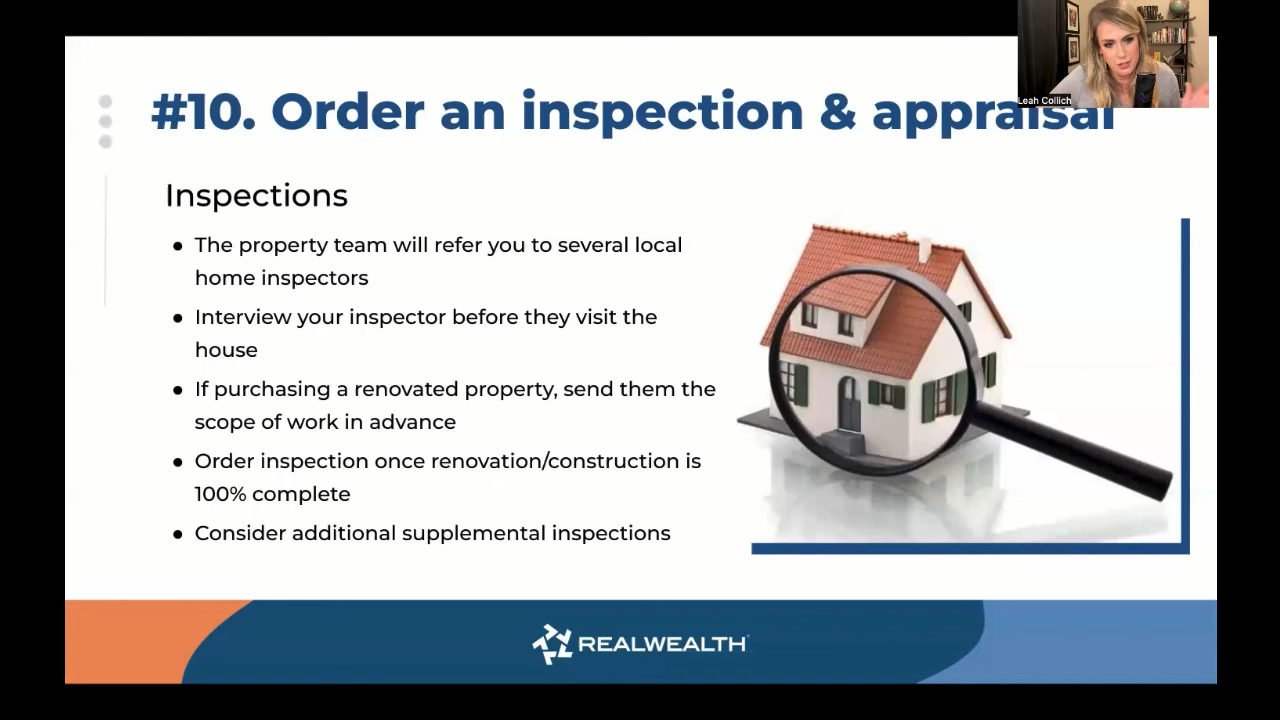 Leah Collich
#10. Order an inspection & appraisal
Inspections
● The property team will refer you to several local
home inspectors
● Interview your inspector before they visit the
house
● If purchasing a renovated property, send them the
scope of work in advance
● Order inspection once renovation/construction is
100% complete
● Consider additional supplemental inspections
REALWEALTH